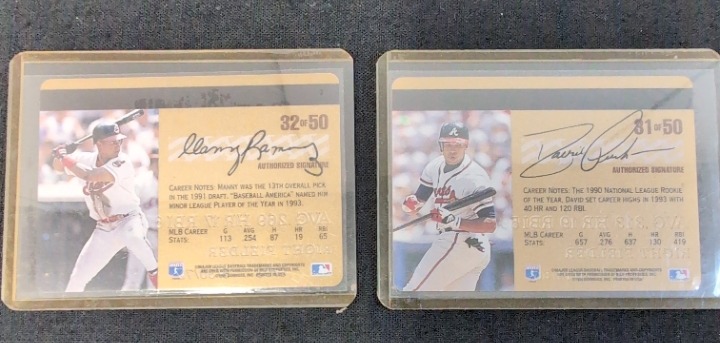 32 OF 50
Manny Ramirez
AUTHORIZED SIGNATURE
CAREER NOTES: MANNY WAS THE 13TH OVERALL PICK
IN THE 1991 DRAFT. "BASEBALL AMERICA" NAMED HIM
MINOR LEAGUE PLAYER OF THE YEAR IN 1993.
MLB CAREER G AVG H HR RBI
STATS: 113 .254 87 19 65
31 OF 50
David Justice
AUTHORIZED SIGNATURE
CAREER NOTES: THE 1990 NATIONAL LEAGUE ROOKIE
OF THE YEAR, DAVID SET CAREER HIGHS IN 1993 WITH
40 HR AND 120 RBI.
MLB CAREER G AVG H HR RBI
STATS: 657 .276 637 130 419